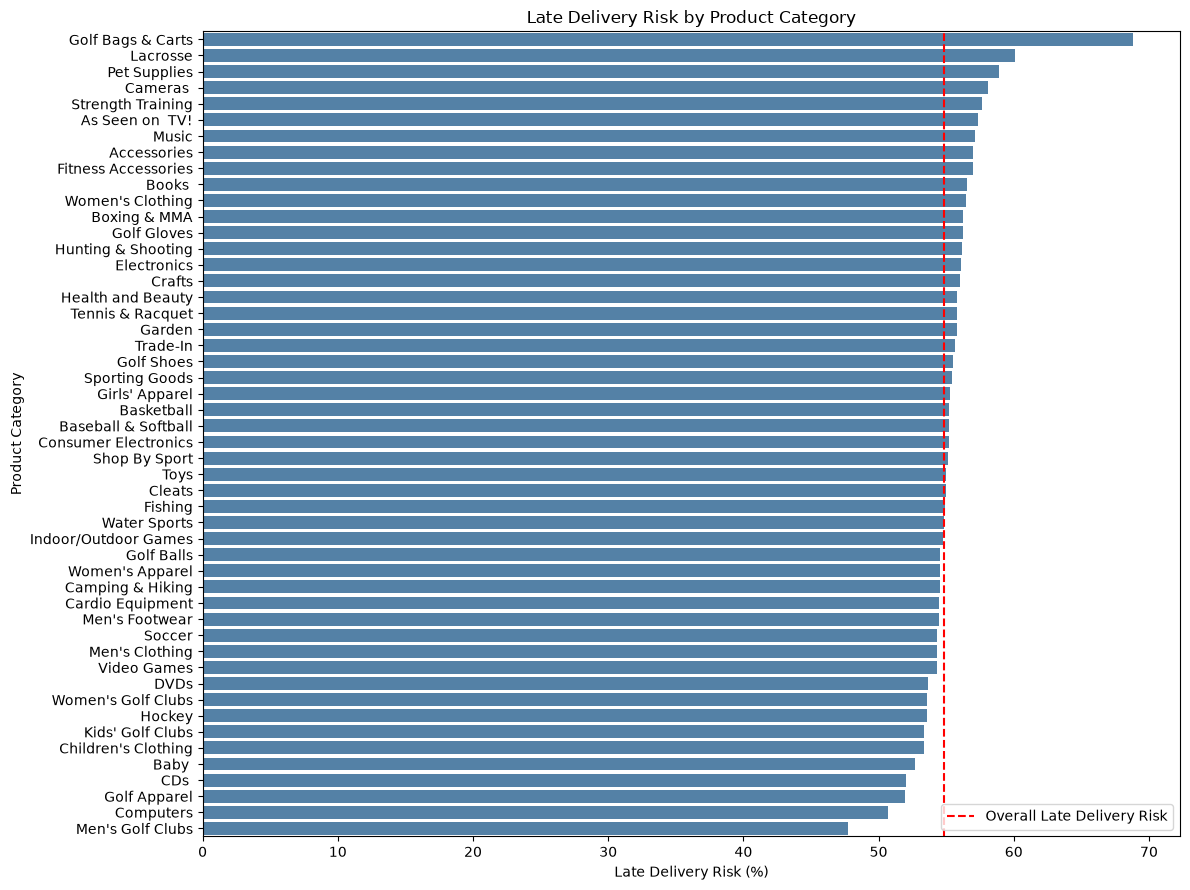 Late Delivery Risk by Product Category
Product Category
Golf Bags & Carts
Lacrosse
Pet Supplies
Cameras
Strength Training
As Seen on  TV!
Music
Accessories
Fitness Accessories
Books
Women's Clothing
Boxing & MMA
Golf Gloves
Hunting & Shooting
Electronics
Crafts
Health and Beauty
Tennis & Racquet
Garden
Trade-In
Golf Shoes
Sporting Goods
Girls' Apparel
Basketball
Baseball & Softball
Consumer Electronics
Shop By Sport
Toys
Cleats
Fishing
Water Sports
Indoor/Outdoor Games
Golf Balls
Women's Apparel
Camping & Hiking
Cardio Equipment
Men's Footwear
Soccer
Men's Clothing
Video Games
DVDs
Women's Golf Clubs
Hockey
Kids' Golf Clubs
Children's Clothing
Baby
CDs
Golf Apparel
Computers
Men's Golf Clubs
Overall Late Delivery Risk
0 10 20 30 40 50 60 70
Late Delivery Risk (%)